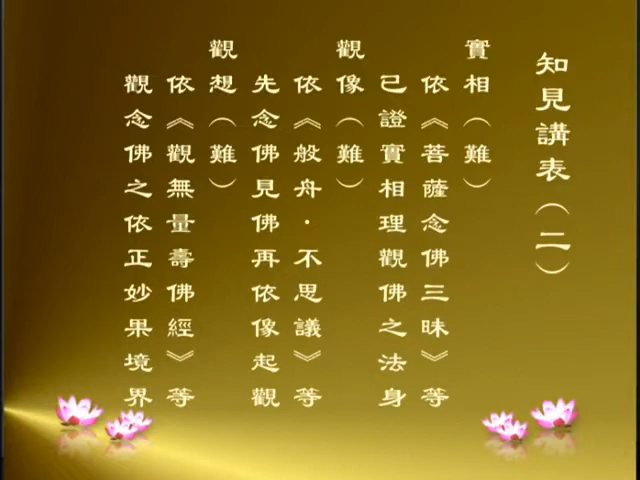 知見講表（二）
實相（難）
依《菩薩念佛三昧》等
已證實相理觀佛之法身
觀像（難）
依《般舟·不思議》等
先念佛見佛再依像起觀
觀想（難）
依《觀無量壽佛經》等
觀念佛之依正妙果境界